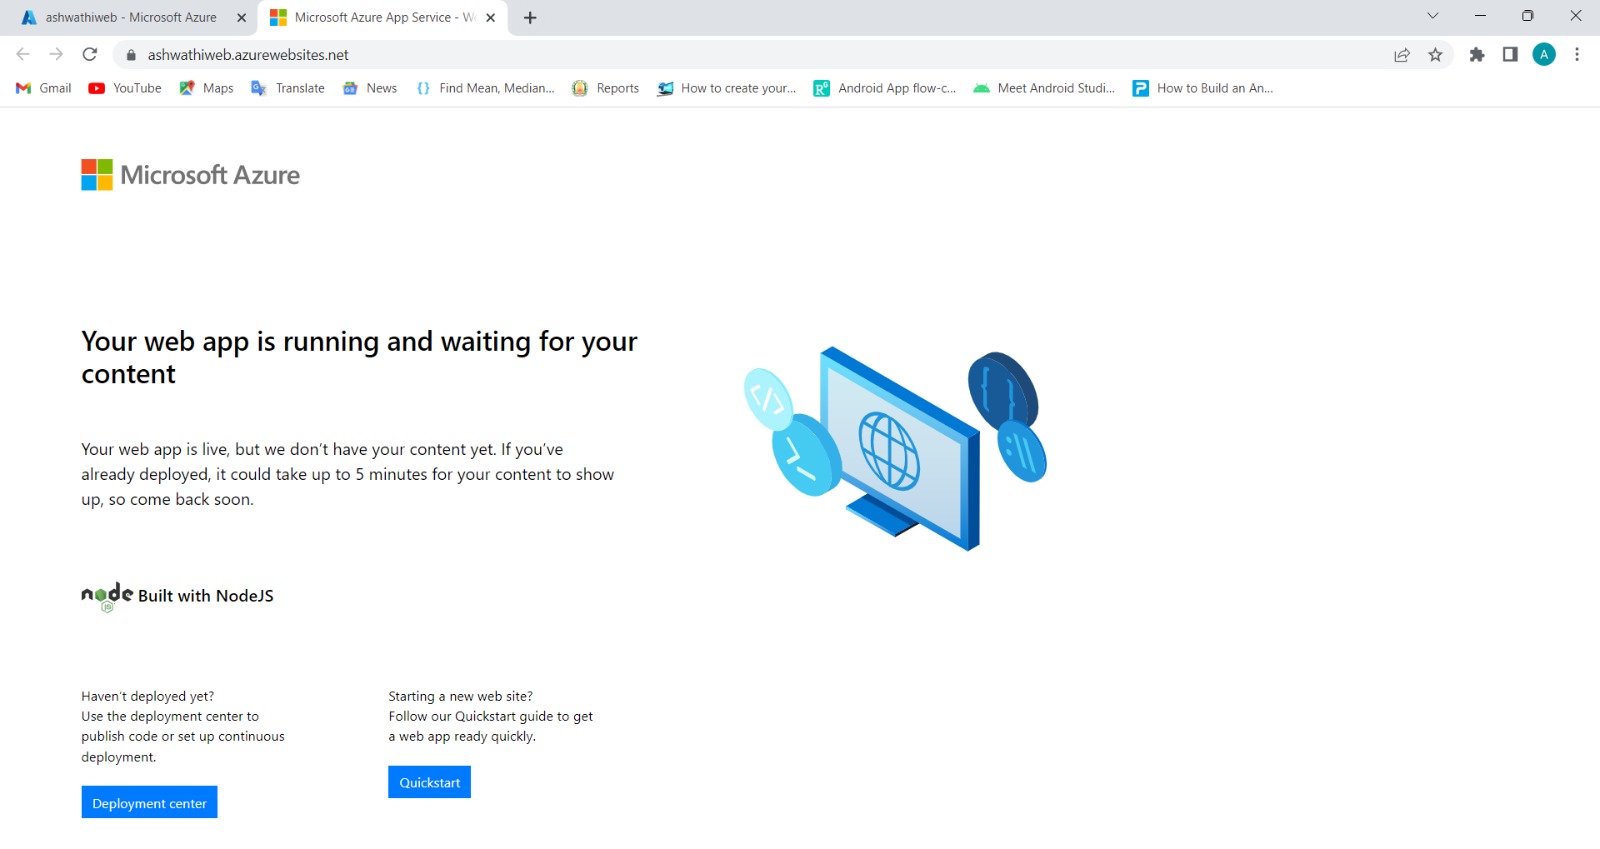 ashwathiweb - Microsoft Azure
Microsoft Azure App Service - W
ashwathiweb.azurewebsites.net
A
Gmail YouTube Maps Translate News Find Mean, Median... Reports How to create your... Android App flow-c... Meet Android Studi... How to Build an An...
Microsoft Azure
Your web app is running and waiting for your
content
Your web app is live, but we don’t have your content yet. If you’ve
already deployed, it could take up to 5 minutes for your content to show
up, so come back soon.
node Built with NodeJS
JS
Haven’t deployed yet?
Use the deployment center to
publish code or set up continuous
deployment.
Deployment center
Starting a new web site?
Follow our Quickstart guide to get
a web app ready quickly.
Quickstart